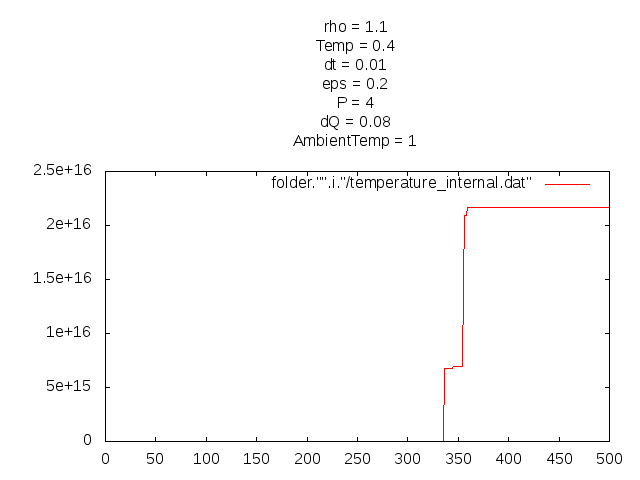 rho = 1.1
Temp = 0.4
dt = 0.01
eps = 0.2
P = 4
dQ = 0.08
AmbientTemp = 1
2.5e+16
folder."".i."/temperature_internal.dat"
2e+16
1.5e+16
1e+16
5e+15
0
0 50 100 150 200 250 300 350 400 450 500